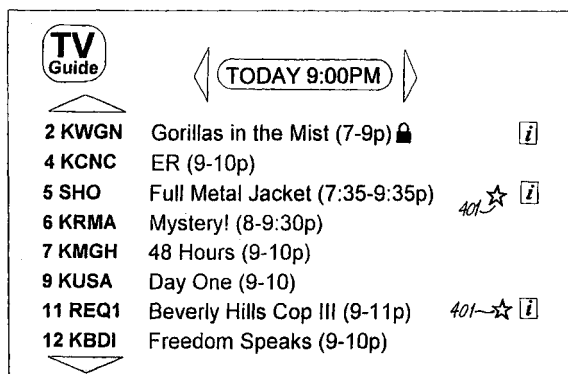 TV
Guide
TODAY 9:00PM
2 KWGN Gorillas in the Mist (7-9p) i
4 KCNC ER (9-10p)
5 SHO Full Metal Jacket (7:35-9:35p) 401 i
6 KRMA Mystery! (8-9:30p)
7 KMGH 48 Hours (9-10p)
9 KUSA Day One (9-10)
11 REQ1 Beverly Hills Cop III (9-11p) 401 i
12 KBDI Freedom Speaks (9-10p)